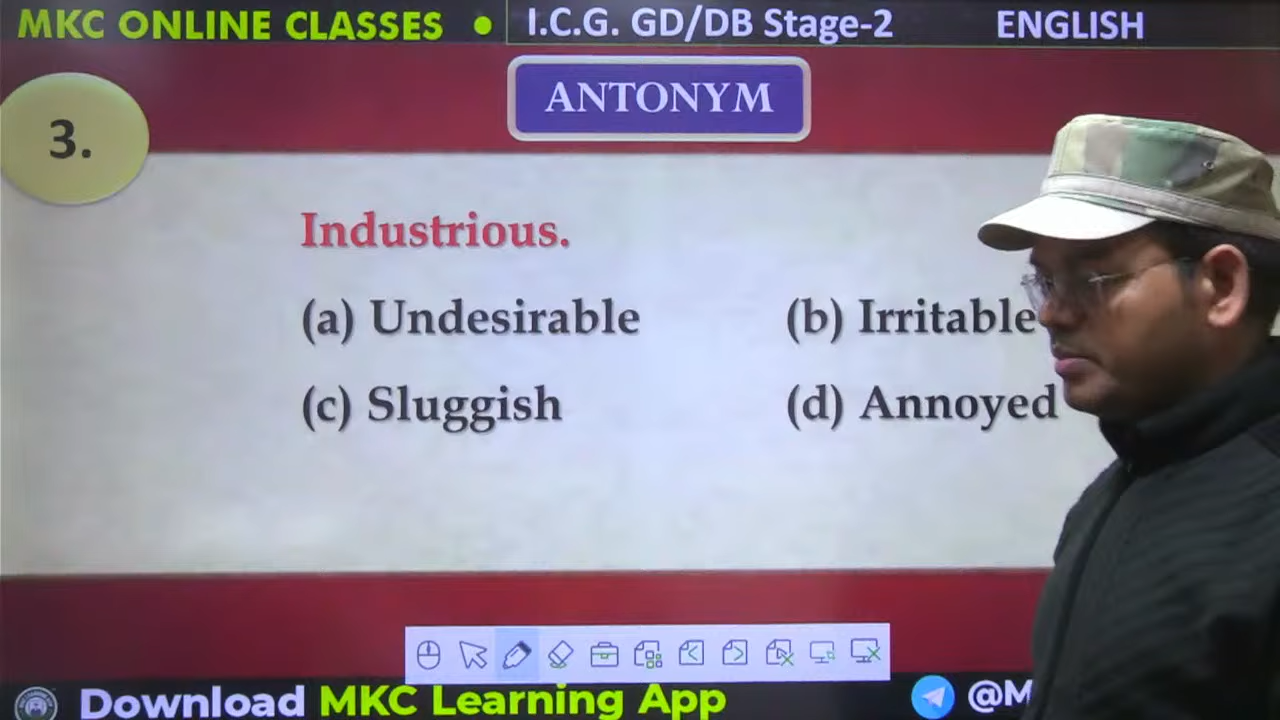 MKC ONLINE CLASSES • I.C.G. GD/DB Stage-2 ENGLISH
ANTONYM
3.
Industrious.
(a) Undesirable (b) Irritable
(c) Sluggish (d) Annoyed
Download MKC Learning App @M